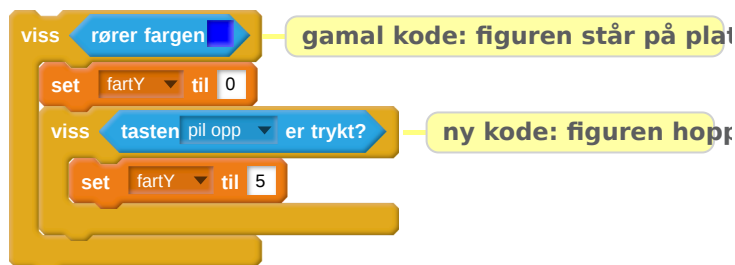 viss rører fargen gamal kode: figuren står på plat
set fartY til 0
viss tasten pil opp er trykt? ny kode: figuren hopp
set fartY til 5